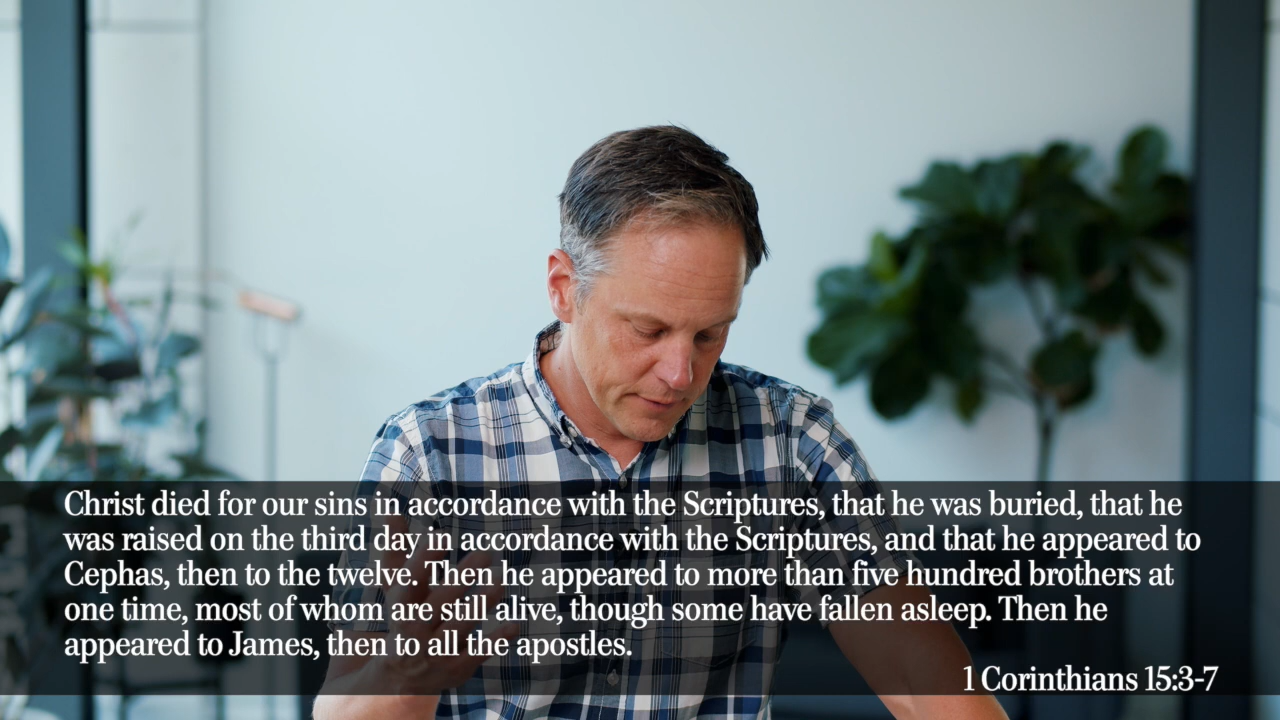 Christ died for our sins in accordance with the Scriptures, that he was buried, that he
was raised on the third day in accordance with the Scriptures, and that he appeared to
Cephas, then to the twelve. Then he appeared to more than five hundred brothers at
one time, most of whom are still alive, though some have fallen asleep. Then he
appeared to James, then to all the apostles.
1 Corinthians 15:3-7